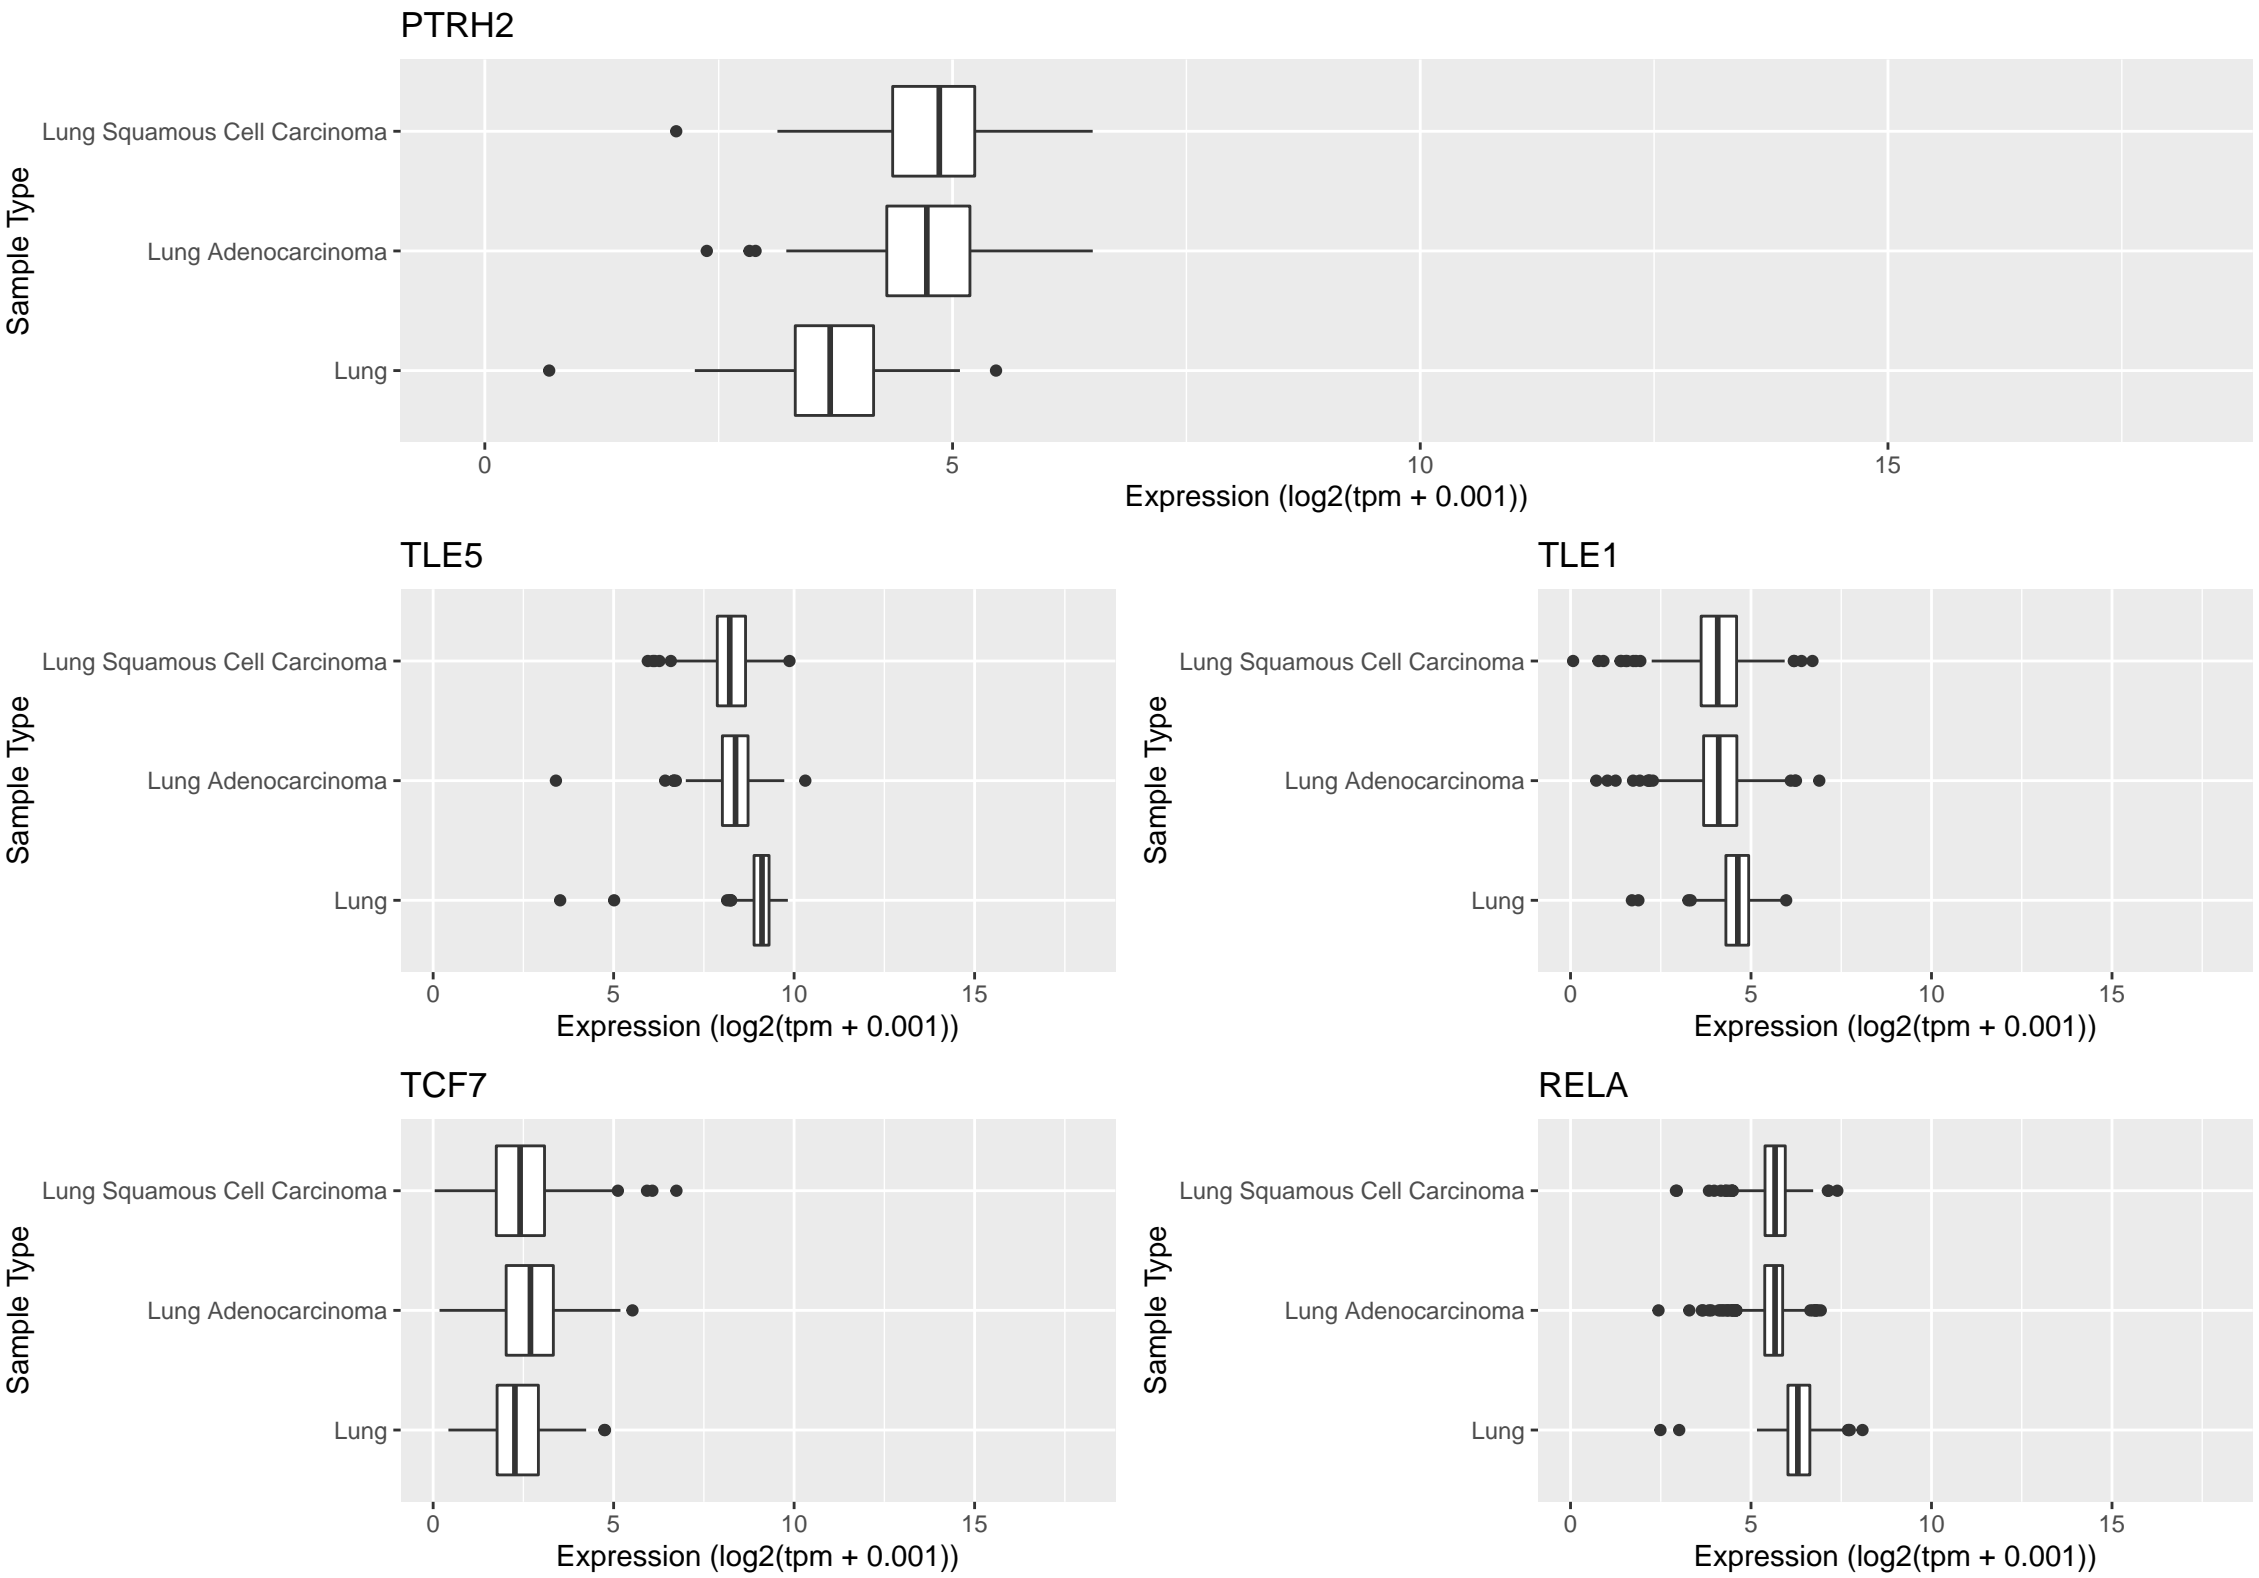 PTRH2
Sample Type
Lung Squamous Cell Carcinoma
Lung Adenocarcinoma
Lung
0 5 10 15
Expression (log2(tpm + 0.001))
TLE5
Sample Type
Lung Squamous Cell Carcinoma
Lung Adenocarcinoma
Lung
0 5 10 15
Expression (log2(tpm + 0.001))
TLE1
Sample Type
Lung Squamous Cell Carcinoma
Lung Adenocarcinoma
Lung
0 5 10 15
Expression (log2(tpm + 0.001))
TCF7
Sample Type
Lung Squamous Cell Carcinoma
Lung Adenocarcinoma
Lung
0 5 10 15
Expression (log2(tpm + 0.001))
RELA
Sample Type
Lung Squamous Cell Carcinoma
Lung Adenocarcinoma
Lung
0 5 10 15
Expression (log2(tpm + 0.001))